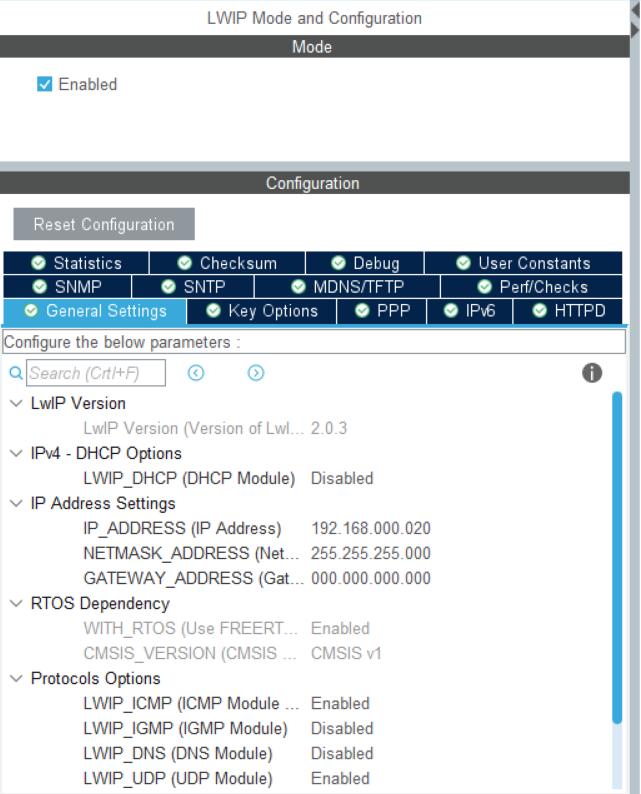 LWIP Mode and Configuration
Mode
Enabled
Configuration
Reset Configuration
Statistics Checksum Debug User Constants
SNMP SNTP MDNS/TFTP Perf/Checks
General Settings Key Options PPP IPv6 HTTPD
Configure the below parameters :
Search (Crtl+F)
LwIP Version
LwIP Version (Version of LwI... 2.0.3
IPv4 - DHCP Options
LWIP_DHCP (DHCP Module) Disabled
IP Address Settings
IP_ADDRESS (IP Address) 192.168.000.020
NETMASK_ADDRESS (Net... 255.255.255.000
GATEWAY_ADDRESS (Gat... 000.000.000.000
RTOS Dependency
WITH_RTOS (Use FREERT... Enabled
CMSIS_VERSION (CMSIS ... CMSIS v1
Protocols Options
LWIP_ICMP (ICMP Module ... Enabled
LWIP_IGMP (IGMP Module) Disabled
LWIP_DNS (DNS Module) Disabled
LWIP_UDP (UDP Module) Enabled